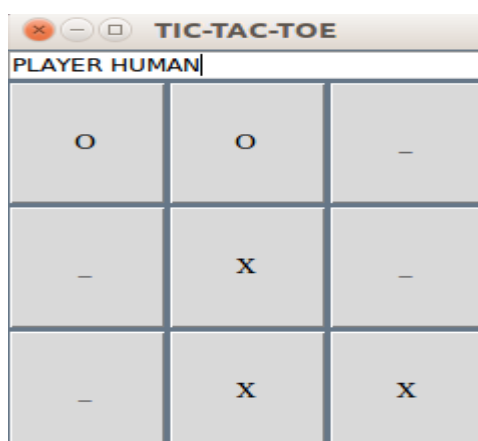 TIC-TAC-TOE
PLAYER HUMAN
O O _
_ X _
_ X X